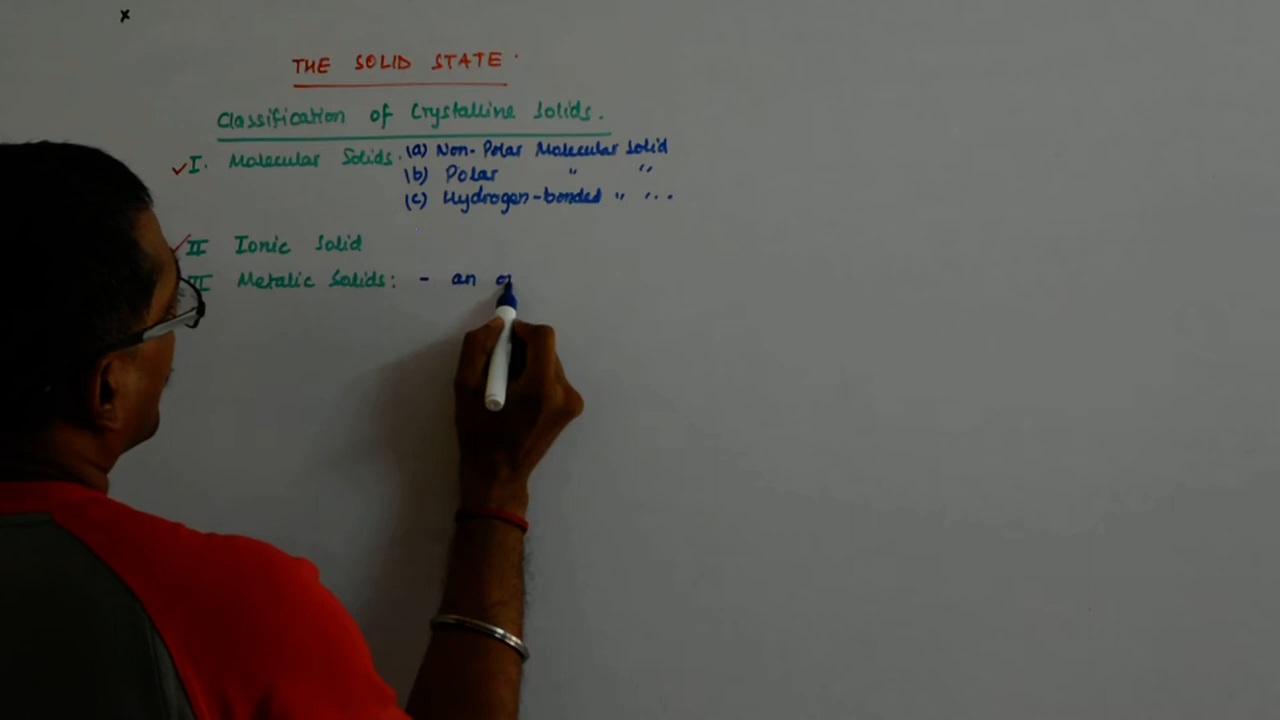 x
THE SOLID STATE.
Classification of Crystalline Solids.
I. Molecular Solids. (a) Non-Polar Molecular Solid
(b) Polar " "
(c) Hydrogen-bonded " " ...
II Ionic Solid
III Metalic Solids: - an